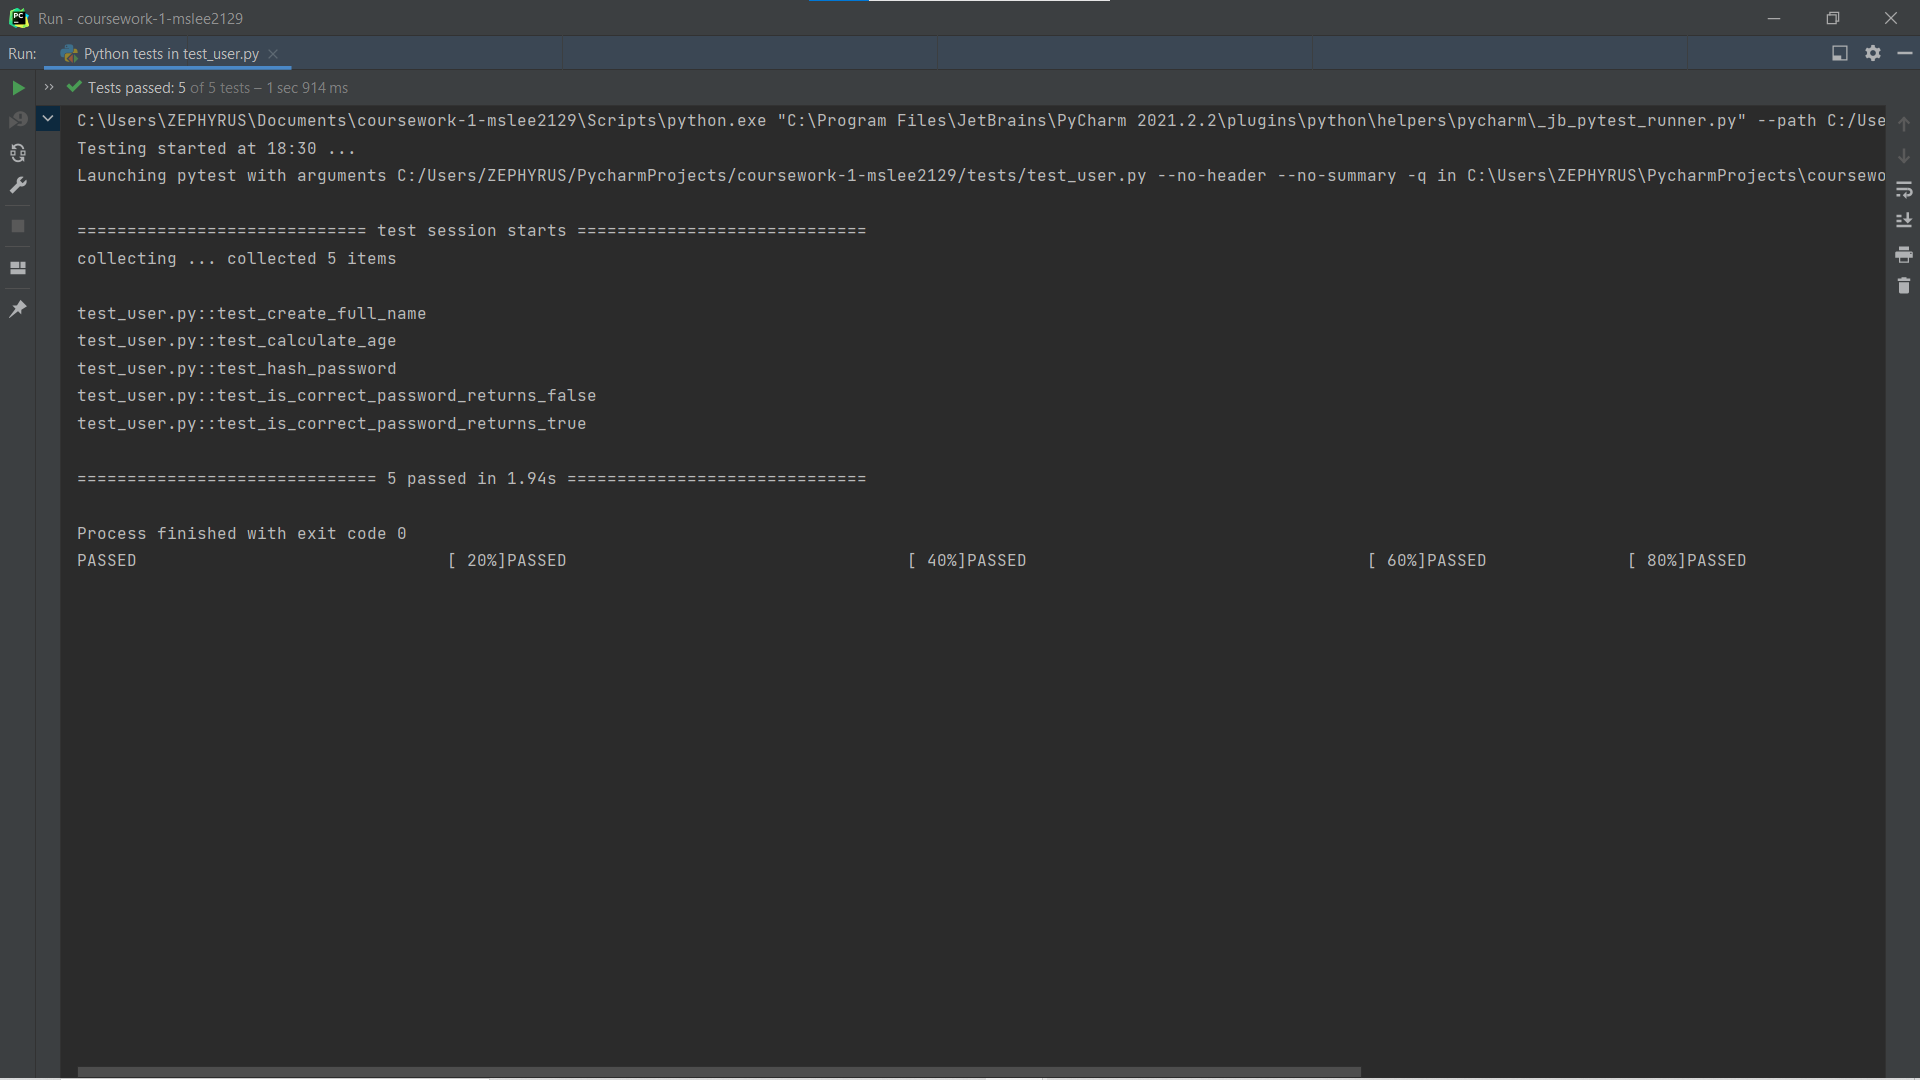 Run - coursework-1-mslee2129
Run: Python tests in test_user.py
Tests passed: 5 of 5 tests – 1 sec 914 ms
C:\Users\ZEPHYRUS\Documents\coursework-1-mslee2129\Scripts\python.exe "C:\Program Files\JetBrains\PyCharm 2021.2.2\plugins\python\helpers\pycharm\_jb_pytest_runner.py" --path C:/Use
Testing started at 18:30 ...
Launching pytest with arguments C:/Users/ZEPHYRUS/PycharmProjects/coursework-1-mslee2129/tests/test_user.py --no-header --no-summary -q in C:\Users\ZEPHYRUS\PycharmProjects\coursewo
============================= test session starts =============================
collecting ... collected 5 items
test_user.py::test_create_full_name
test_user.py::test_calculate_age
test_user.py::test_hash_password
test_user.py::test_is_correct_password_returns_false
test_user.py::test_is_correct_password_returns_true
============================== 5 passed in 1.94s ==============================
Process finished with exit code 0
PASSED                               [ 20%]PASSED                                  [ 40%]PASSED                                  [ 60%]PASSED              [ 80%]PASSED